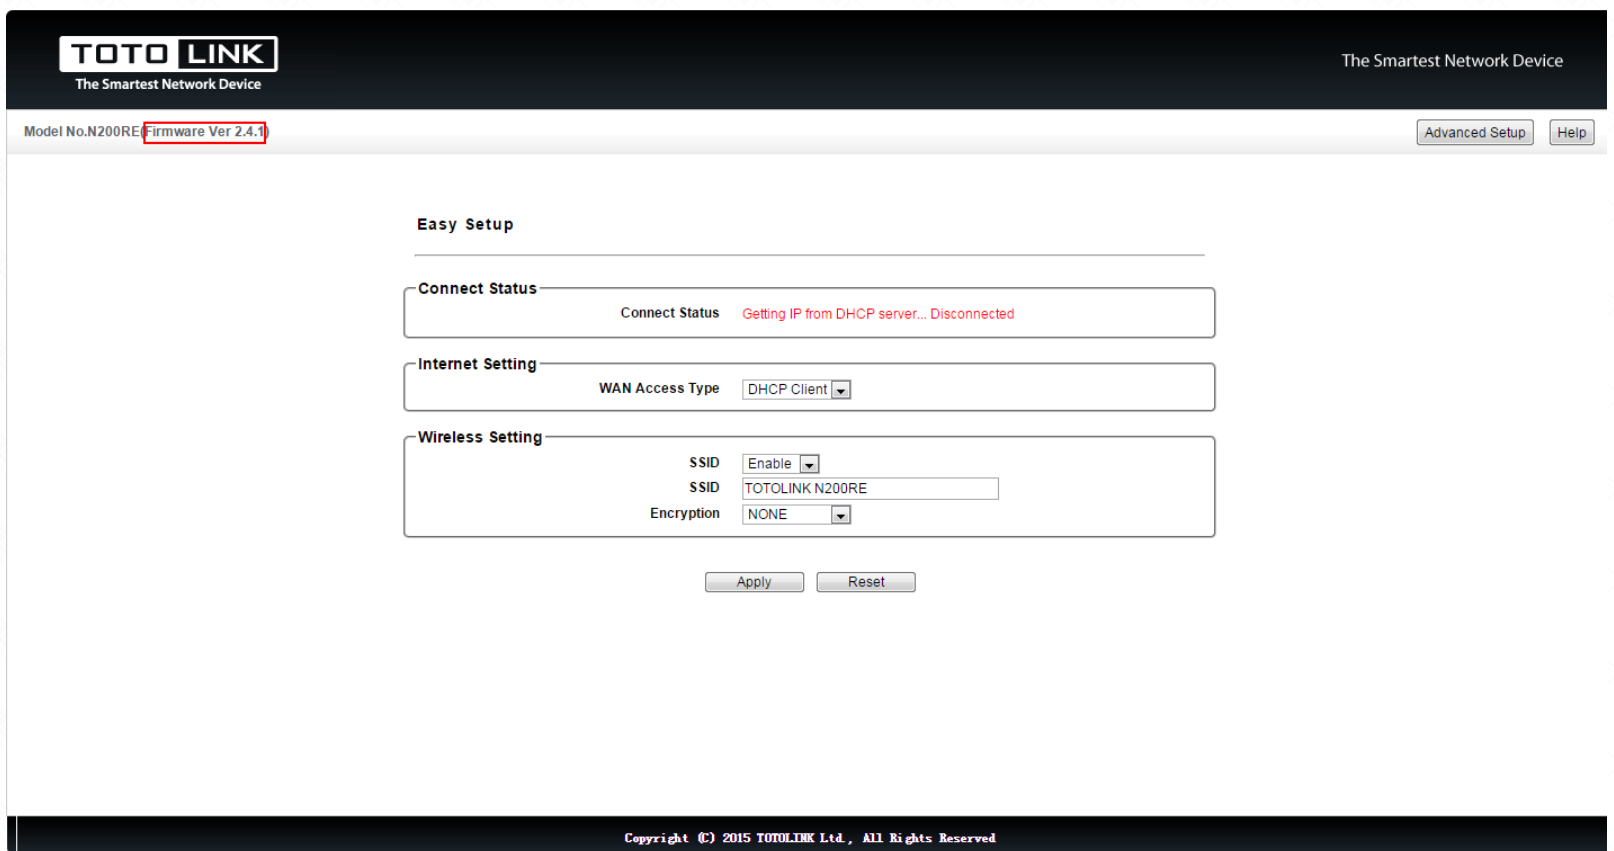 TOTO LINK
The Smartest Network Device
The Smartest Network Device
Model No.N200RE(Firmware Ver 2.4.1)
Advanced Setup
Help
Easy Setup
Connect Status
Connect Status Getting IP from DHCP server... Disconnected
Internet Setting
WAN Access Type DHCP Client
Wireless Setting
SSID Enable
SSID TOTOLINK N200RE
Encryption NONE
Apply Reset
Copyright (C) 2015 TOTOLINK Ltd., All Rights Reserved